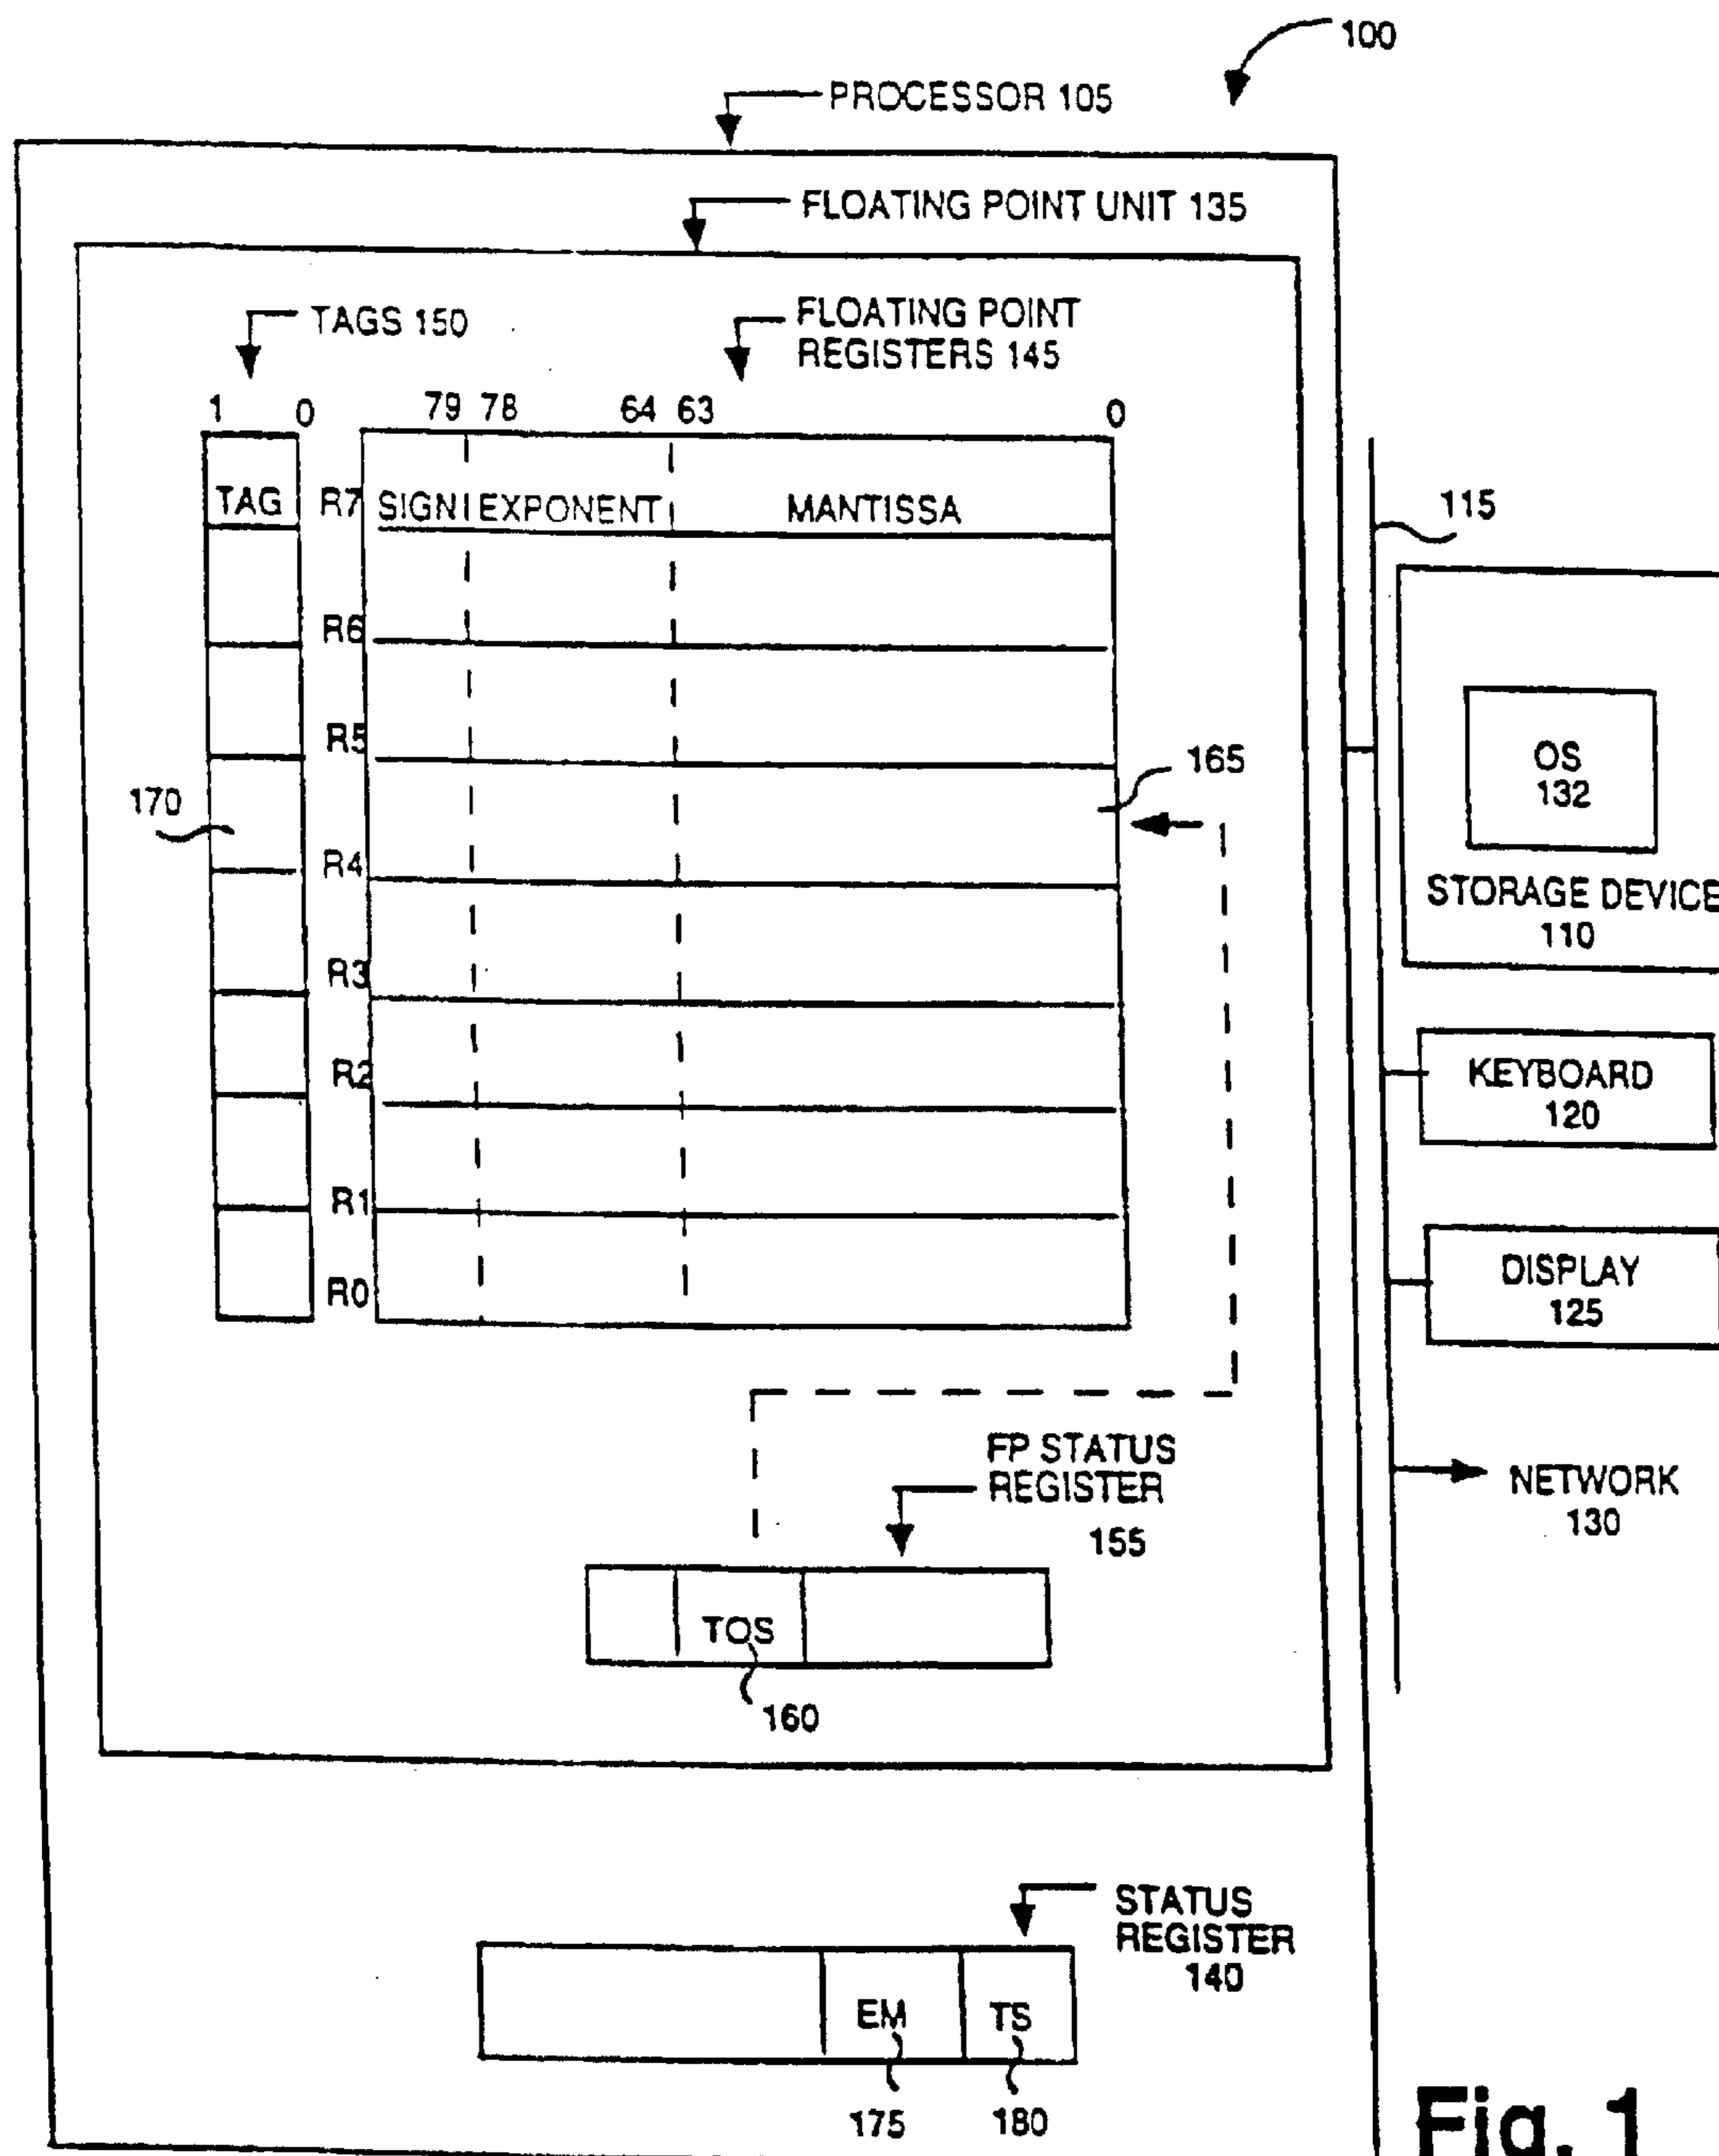 100
PROCESSOR 105
FLOATING POINT UNIT 135
TAGS 150
FLOATING POINT
REGISTERS 145
1 0 79 78 64 63 0
TAG R7 SIGN EXPONENT MANTISSA
115
R6
R5
165
OS
132
170
R4
STORAGE DEVICE
110
R3
R2
KEYBOARD
120
R1
R0
DISPLAY
125
FP STATUS
REGISTER
155
NETWORK
130
TOS
160
STATUS
REGISTER
140
EM TS
175 180
Fig. 1